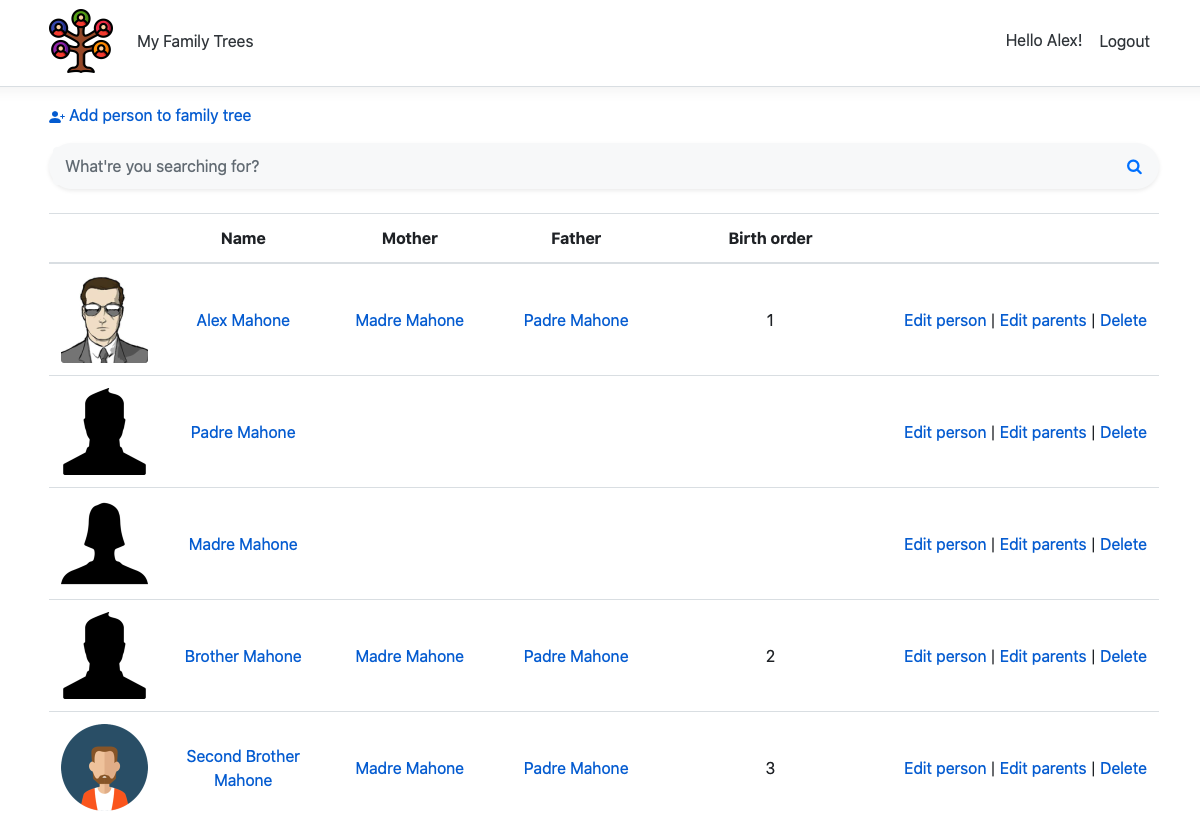 My Family Trees
Hello Alex! Logout
Add person to family tree
What're you searching for?
Name Mother Father Birth order
Alex Mahone Madre Mahone Padre Mahone 1 Edit person | Edit parents | Delete
Padre Mahone Edit person | Edit parents | Delete
Madre Mahone Edit person | Edit parents | Delete
Brother Mahone Madre Mahone Padre Mahone 2 Edit person | Edit parents | Delete
Second Brother
Mahone Madre Mahone Padre Mahone 3 Edit person | Edit parents | Delete